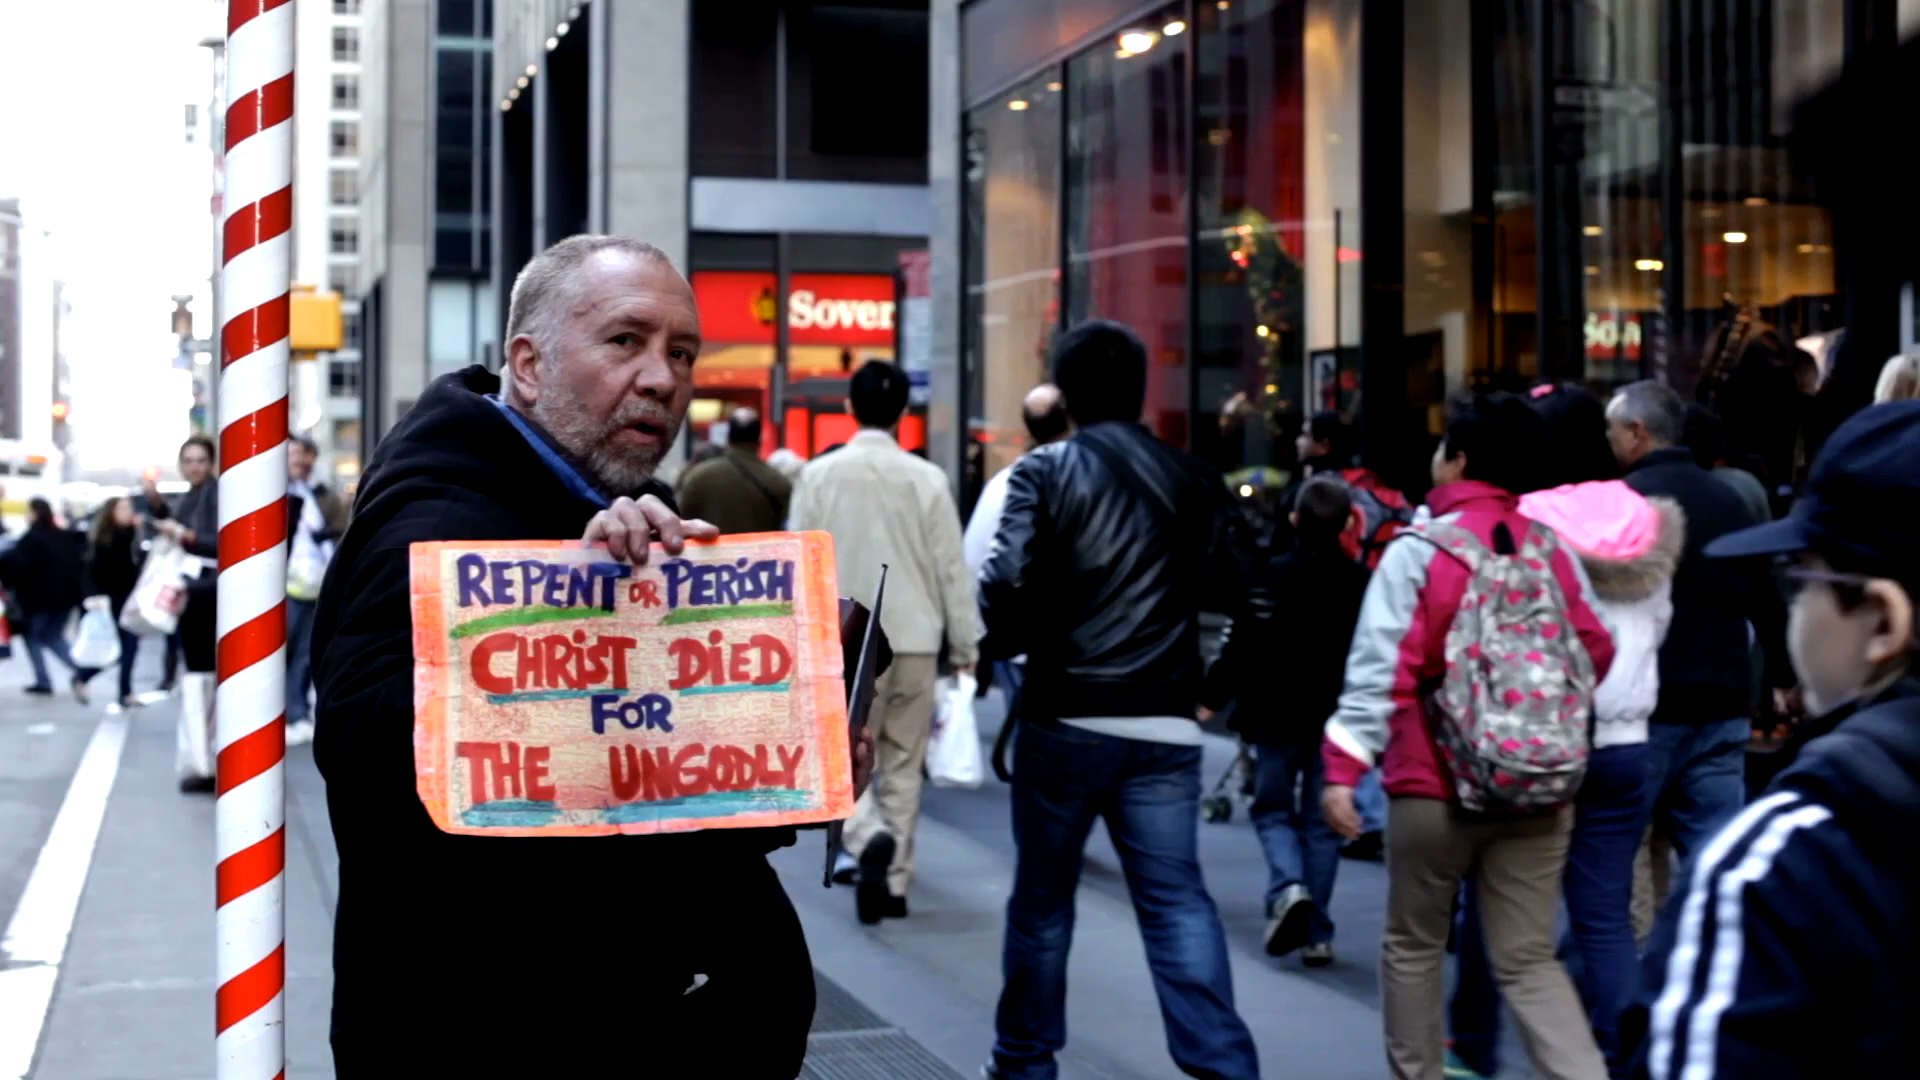 Sover
REPENT OR PERISH
CHRIST DIED
FOR
THE UNGODLY